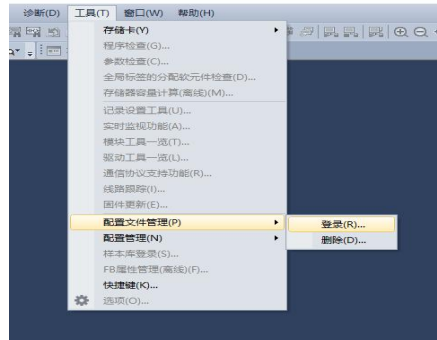 诊断(D) 工具(T) 窗口(W) 帮助(H)
存储卡(Y)
程序检查(G)...
参数检查(C)...
全局标签的分配软元件检查(D)...
存储器容量计算(离线)(M)...
记录设置工具(U)...
实时监视功能(A)...
模块工具一览(T)...
驱动工具一览(L)...
通信协议支持功能(R)...
线路跟踪(I)...
固件更新(E)...
配置文件管理(P)
登录(R)...
配置管理(N)
删除(D)...
样本库登录(S)...
FB属性管理(离线)(F)...
快捷键(K)...
选项(O)...